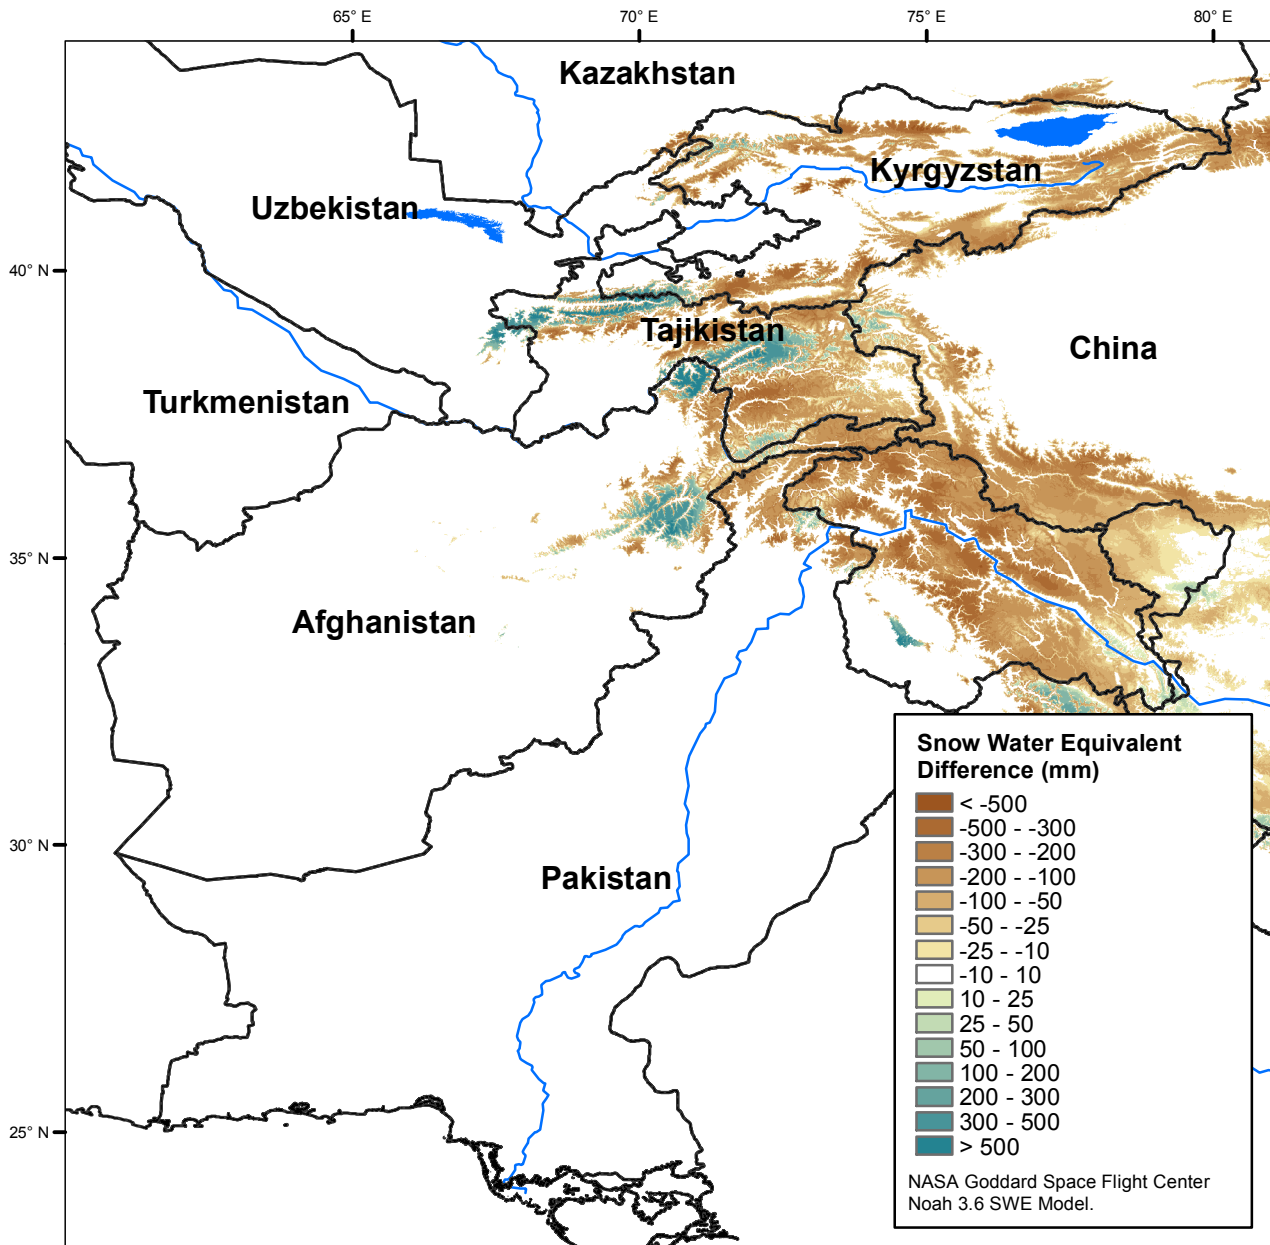 65° E
70° E
75° E
80° E
Kazakhstan
Kyrgyzstan
Uzbekistan
40° N
Tajikistan
China
Turkmenistan
35° N
Afghanistan
Snow Water Equivalent
Difference (mm)
< -500
-500 - -300
-300 - -200
-200 - -100
-100 - -50
-50 - -25
-25 - -10
-10 - 10
10 - 25
25 - 50
50 - 100
100 - 200
200 - 300
300 - 500
> 500
30° N
Pakistan
25° N
NASA Goddard Space Flight Center
Noah 3.6 SWE Model.